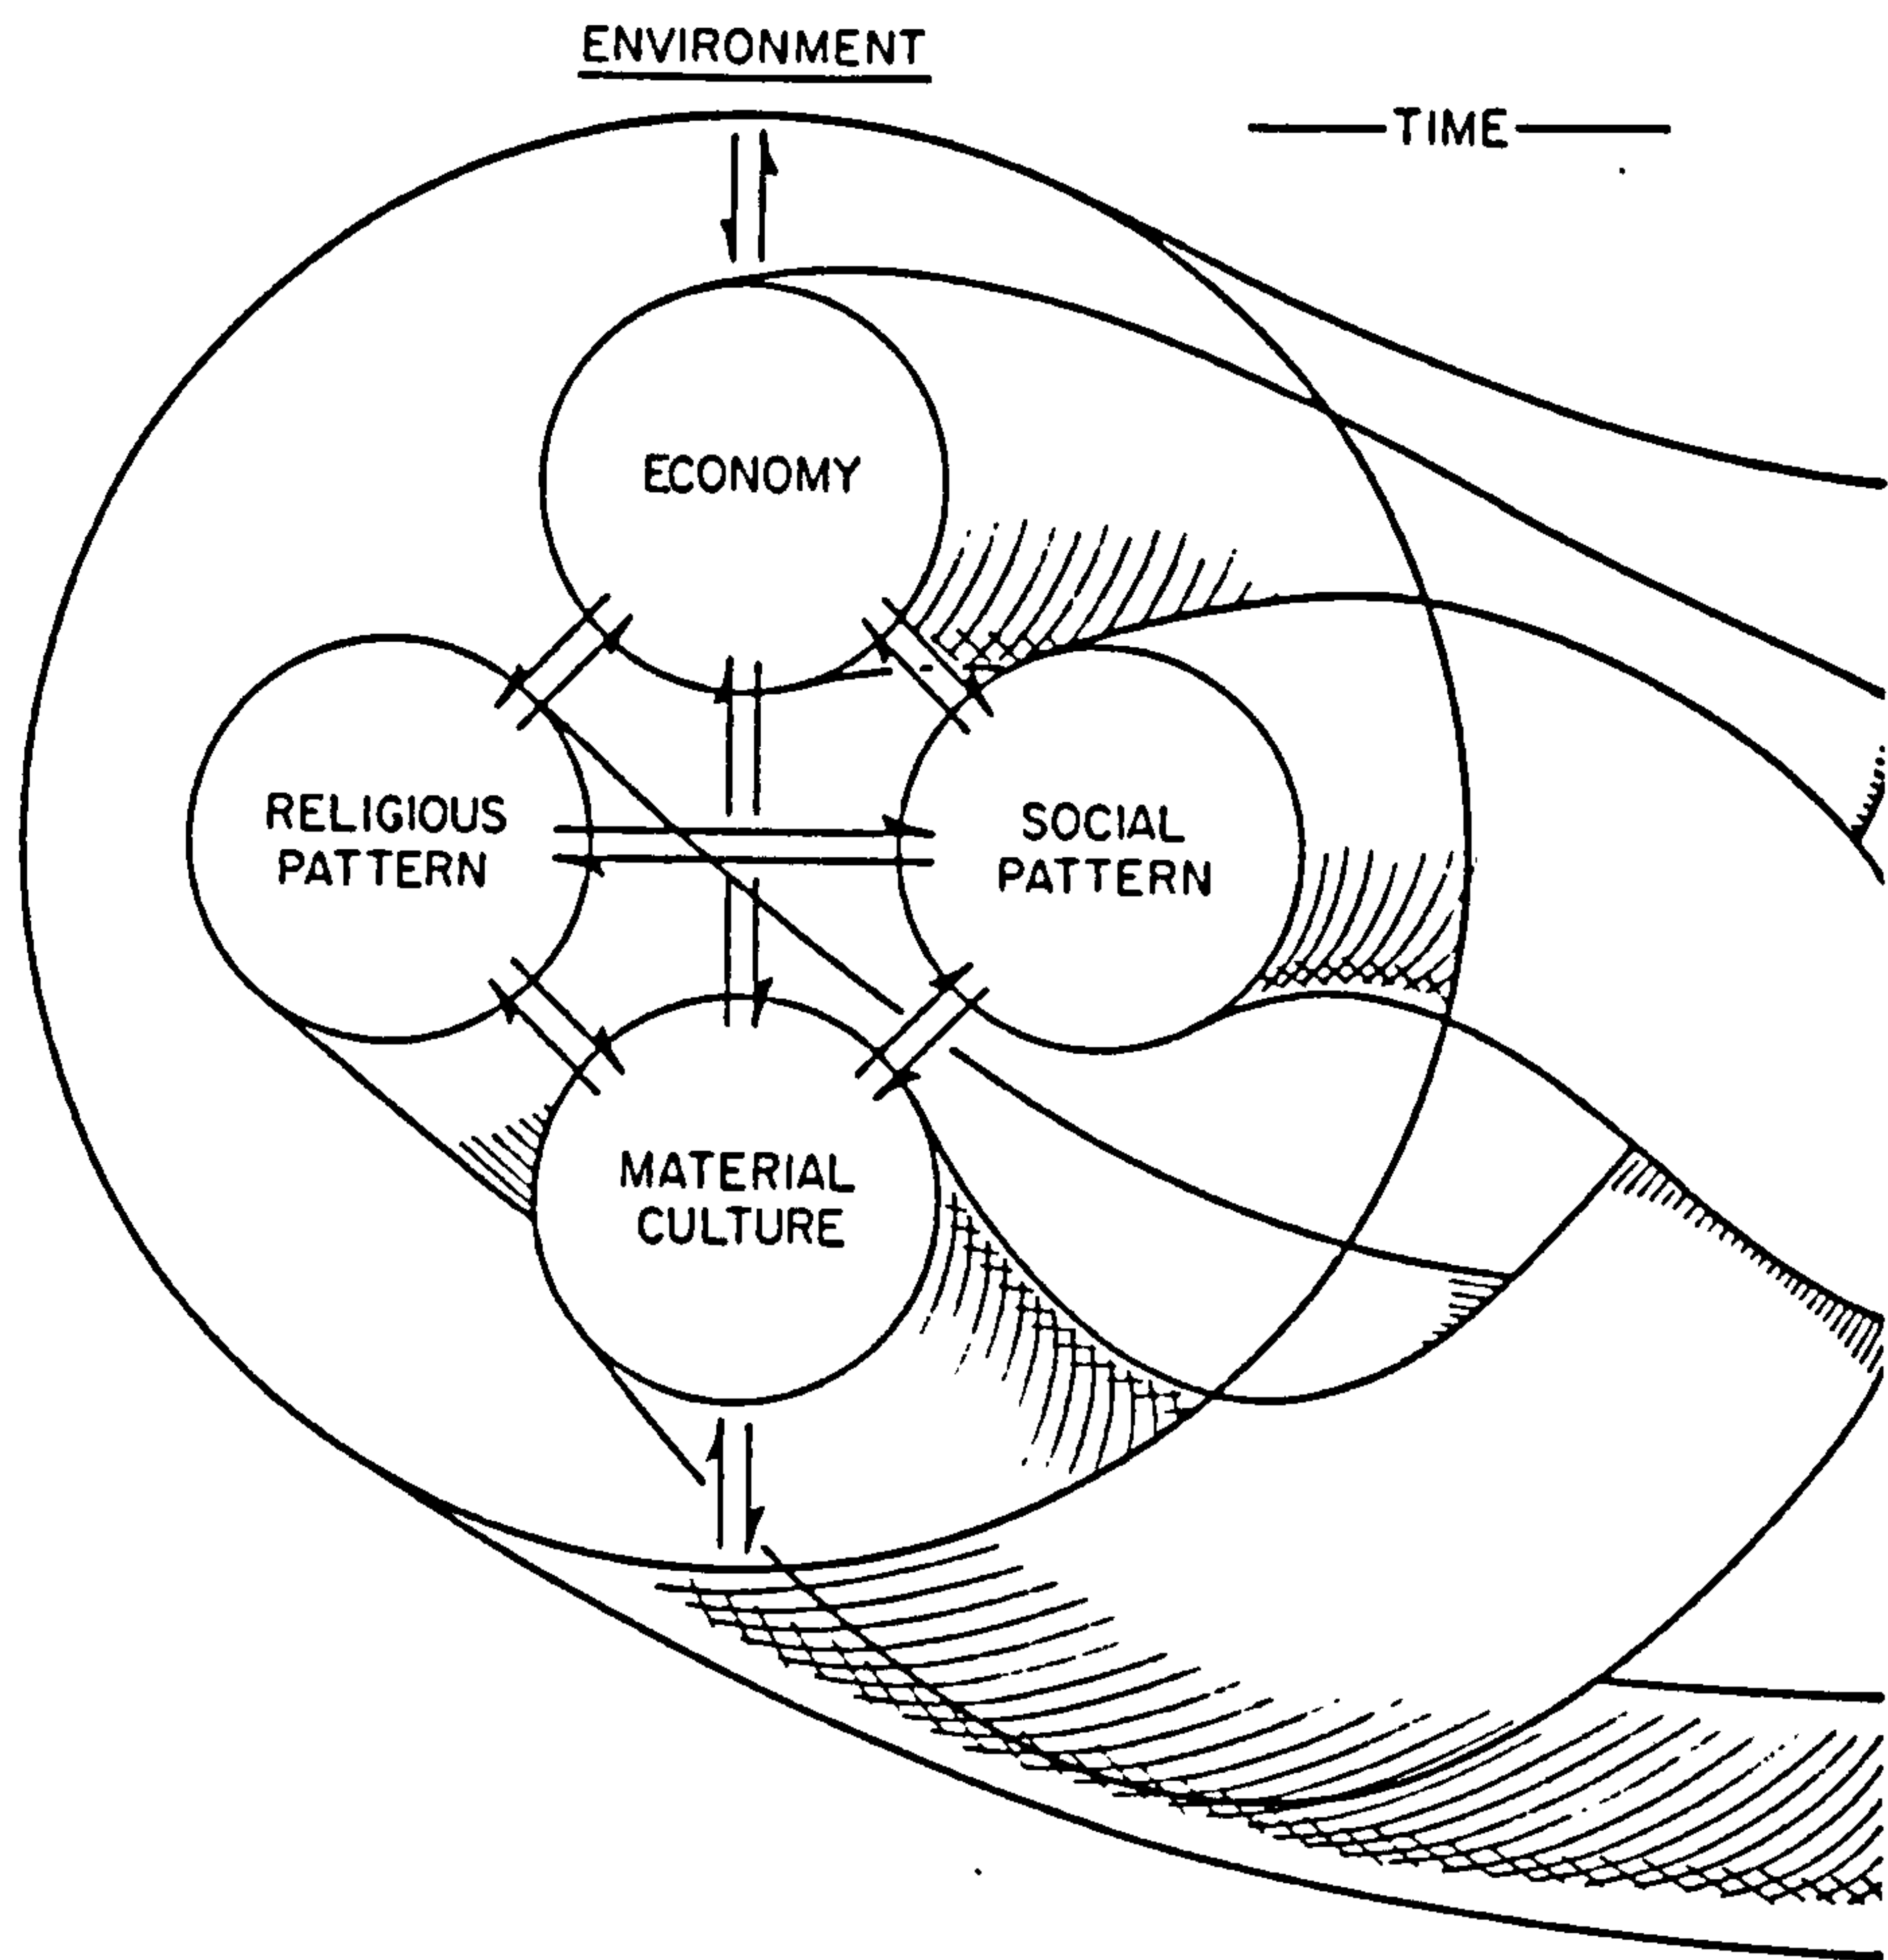 ENVIRONMENT
TIME
ECONOMY
RELIGIOUS
PATTERN
SOCIAL
PATTERN
MATERIAL
CULTURE